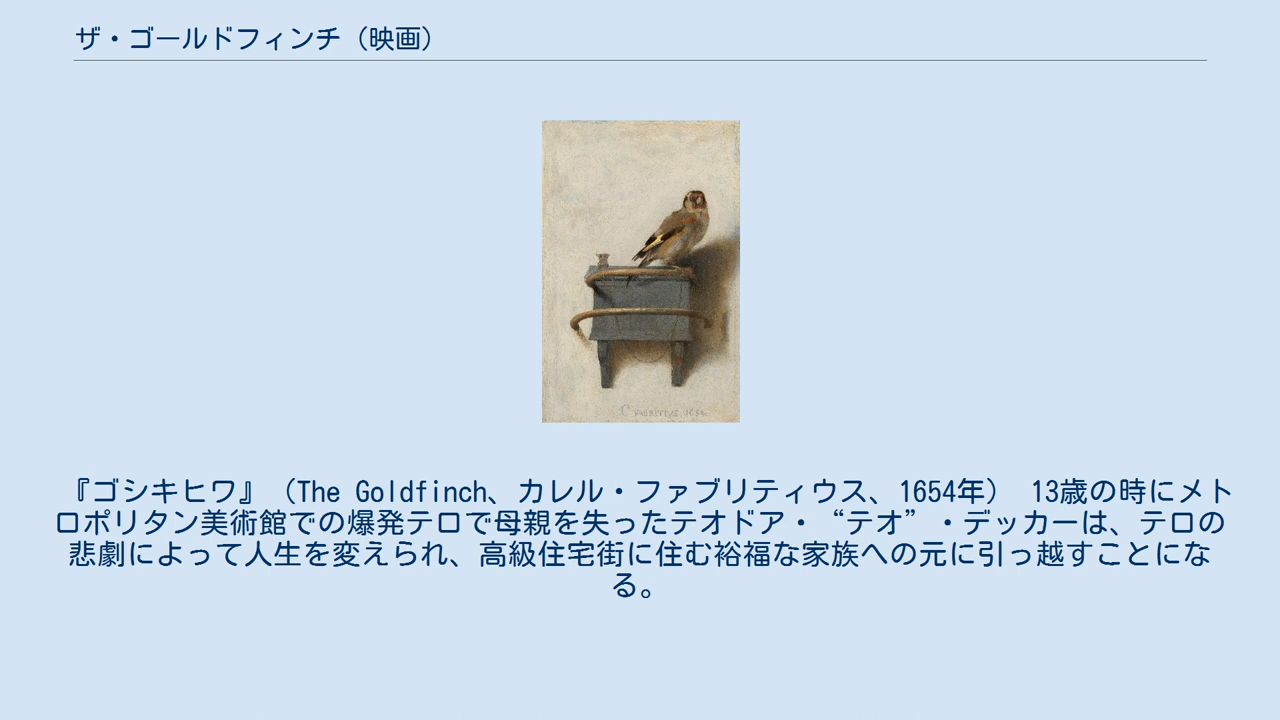 ザ・ゴールドフィンチ（映画）
C FABRITIVS 1654
『ゴシキヒワ』（The Goldfinch、カレル・ファブリティウス、1654年） 13歳の時にメト
ロポリタン美術館での爆発テロで母親を失ったテオドア・“テオ”・デッカーは、テロの
悲劇によって人生を変えられ、高級住宅街に住む裕福な家族への元に引っ越すことにな
る。